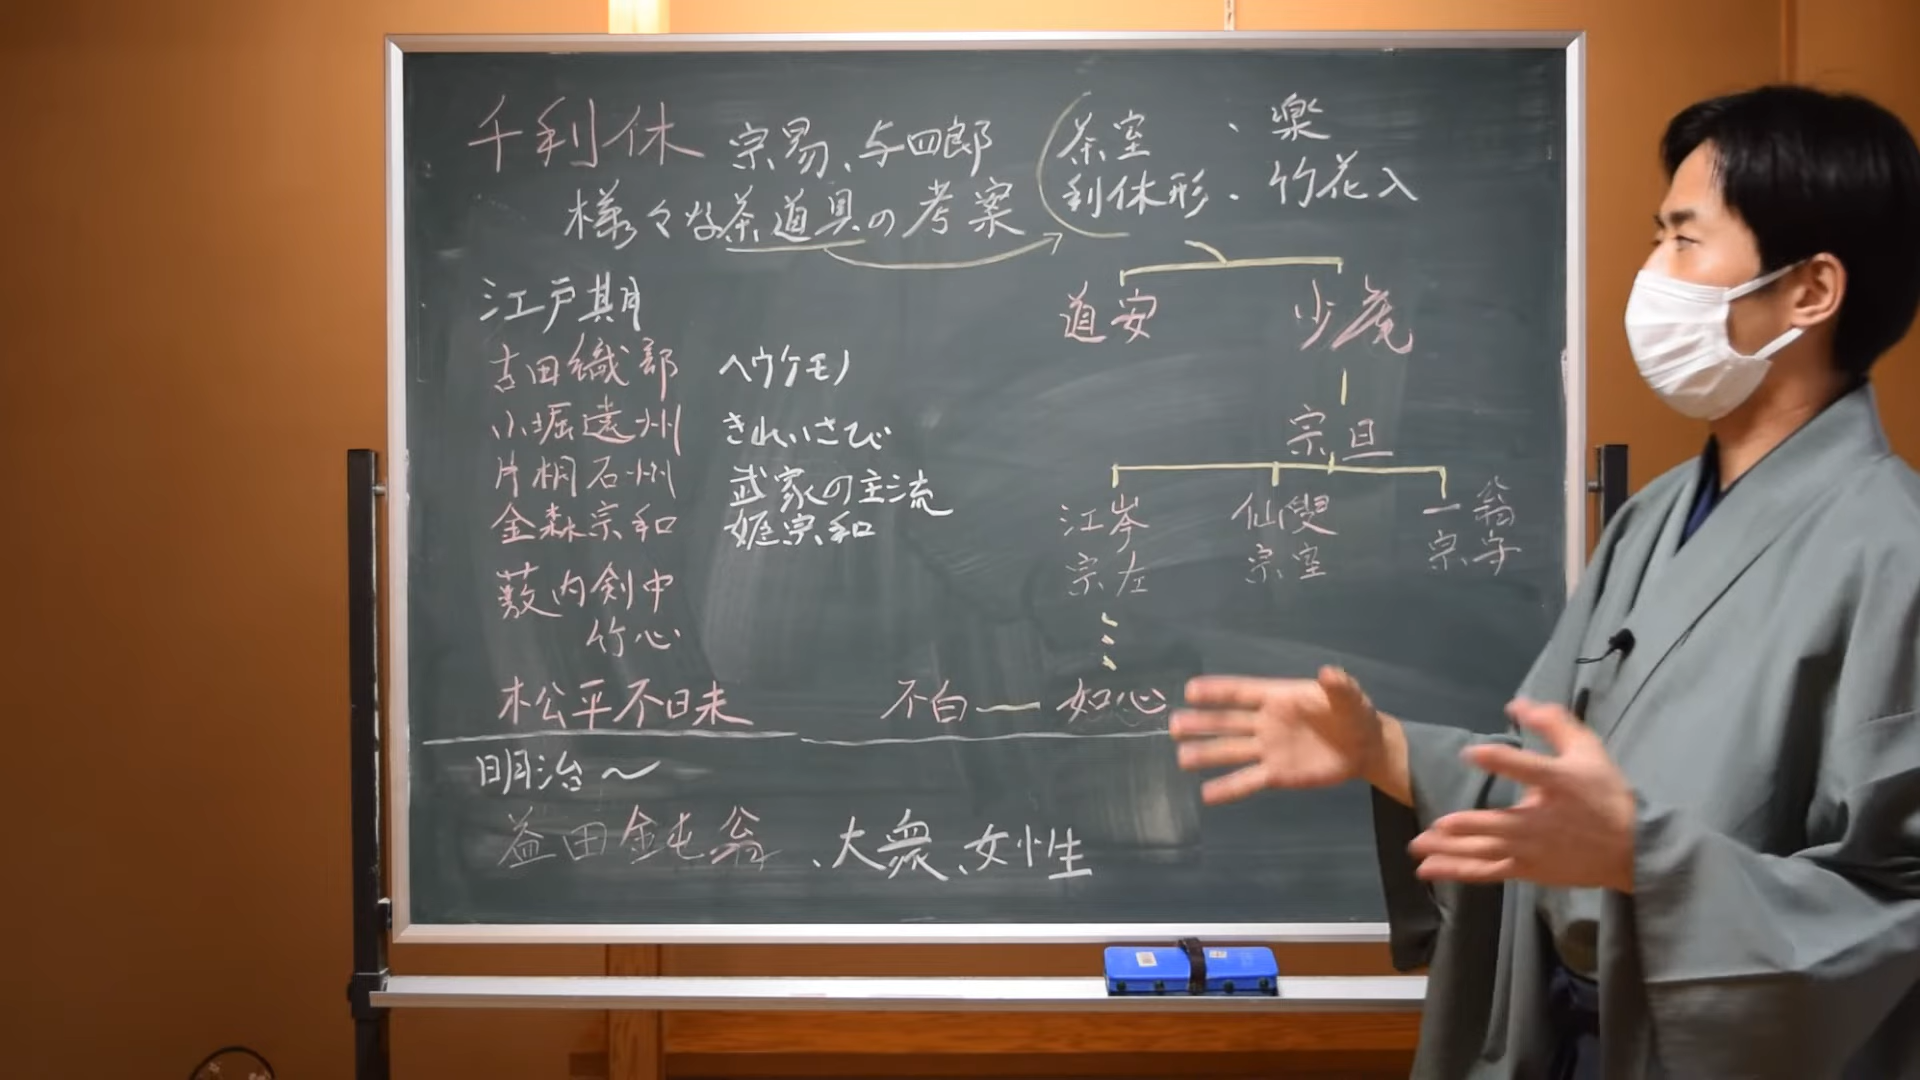 千利休 宗易、与四郎
様々な茶道具の考案
茶室、楽
利休形、竹花入
道安 少庵
宗旦
江岑宗左
仙叟宗室
一翁宗守
如心
不白
江戸期
古田織部 ヘウケモノ
小堀遠州 きれいさび
片桐石州 武家の主流
金森宗和 姫宗和
藪内剣中
竹心
松平不昧
明治〜
益田鈍翁、大衆、女性